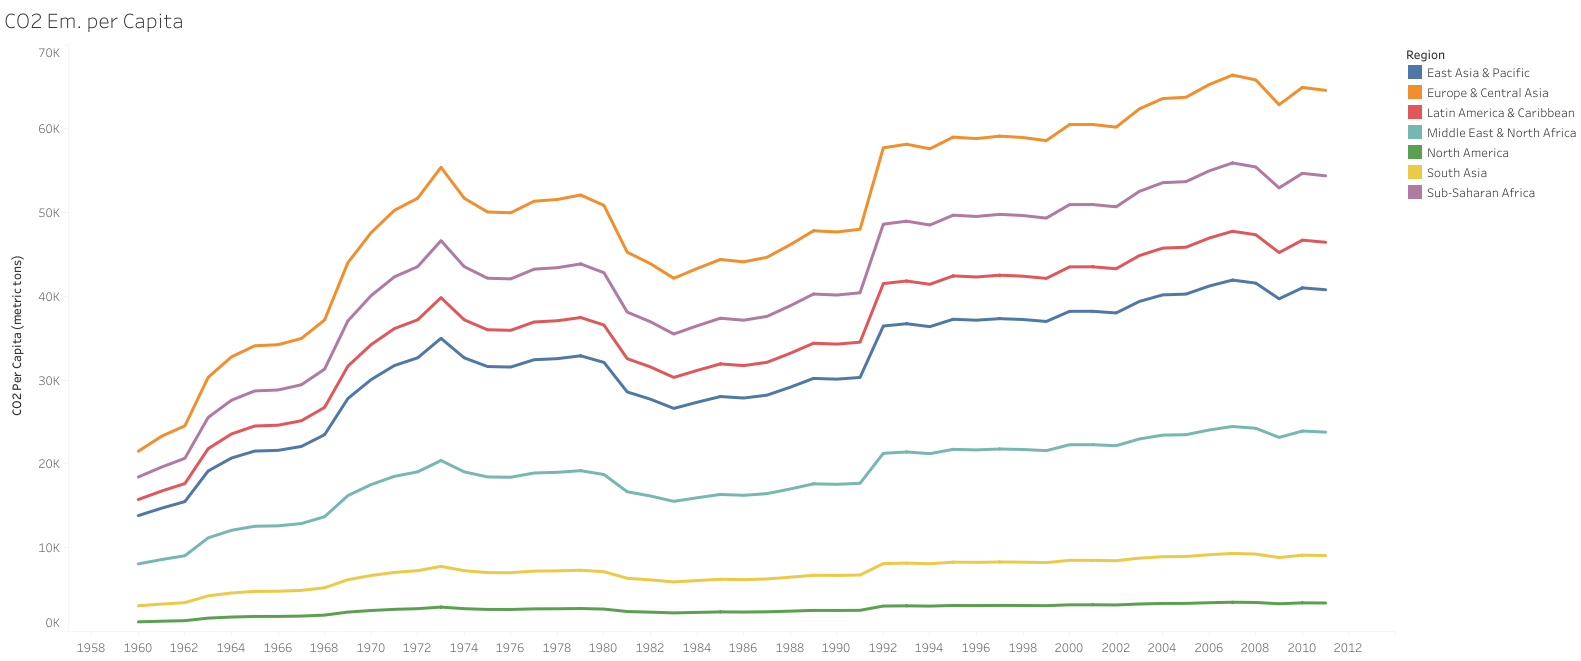 CO2 Em. per Capita
Region
East Asia & Pacific
Europe & Central Asia
Latin America & Caribbean
Middle East & North Africa
North America
South Asia
Sub-Saharan Africa
CO2 Per Capita (metric tons)
70K
60K
50K
40K
30K
20K
10K
0K
1958 1960 1962 1964 1966 1968 1970 1972 1974 1976 1978 1980 1982 1984 1986 1988 1990 1992 1994 1996 1998 2000 2002 2004 2006 2008 2010 2012